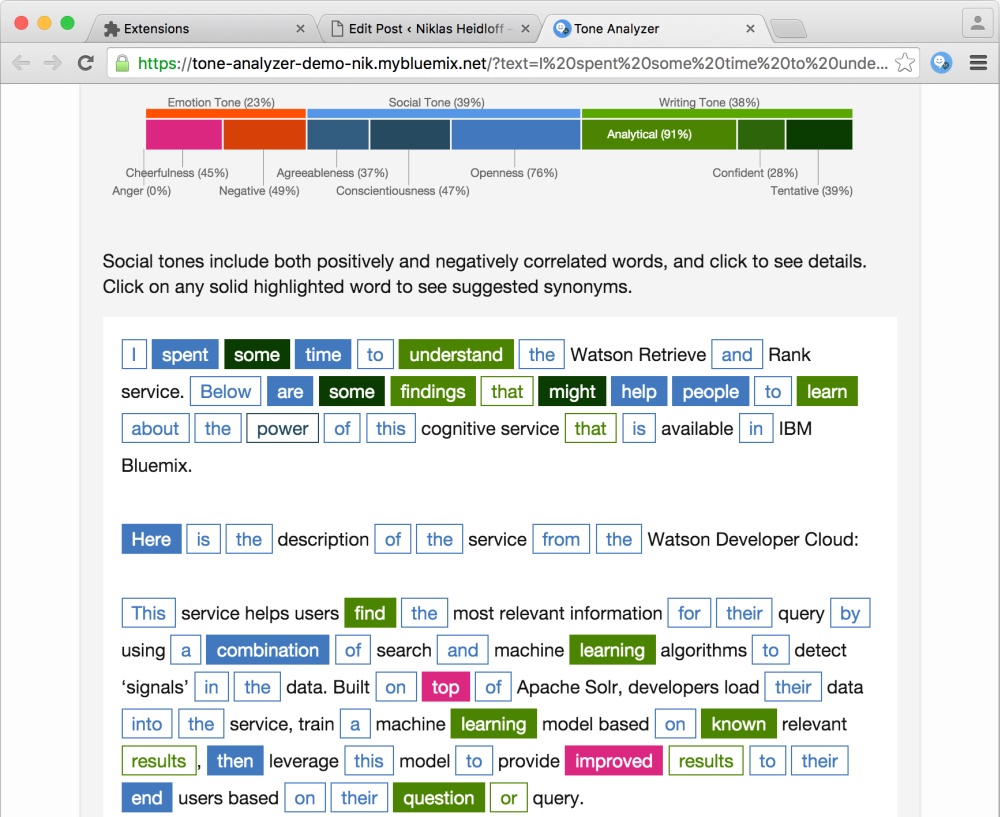 Extensions
Edit Post ‹ Niklas Heidloff -
Tone Analyzer
https://tone-analyzer-demo-nik.mybluemix.net/?text=I%20spent%20some%20time%20to%20unde...
Emotion Tone (23%) Social Tone (39%) Writing Tone (38%)
Analytical (91%)
Cheerfulness (45%) Agreeableness (37%) Openness (76%) Confident (28%)
Anger (0%) Negative (49%) Conscientiousness (47%) Tentative (39%)
Social tones include both positively and negatively correlated words, and click to see details.
Click on any solid highlighted word to see suggested synonyms.
I spent some time to understand the Watson Retrieve and Rank
service. Below are some findings that might help people to learn
about the power of this cognitive service that is available in IBM
Bluemix.
Here is the description of the service from the Watson Developer Cloud:
This service helps users find the most relevant information for their query by
using a combination of search and machine learning algorithms to detect
‘signals’ in the data. Built on top of Apache Solr, developers load their data
into the service, train a machine learning model based on known relevant
results, then leverage this model to provide improved results to their
end users based on their question or query.